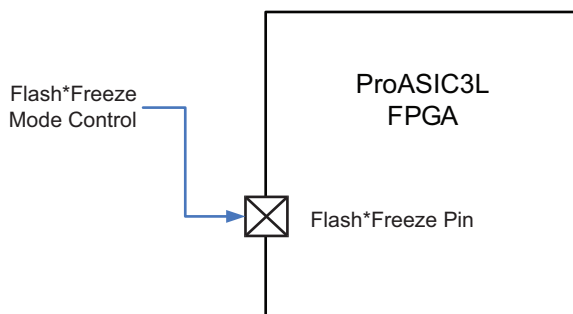 ProASIC3L
FPGA
Flash*Freeze
Mode Control
Flash*Freeze Pin